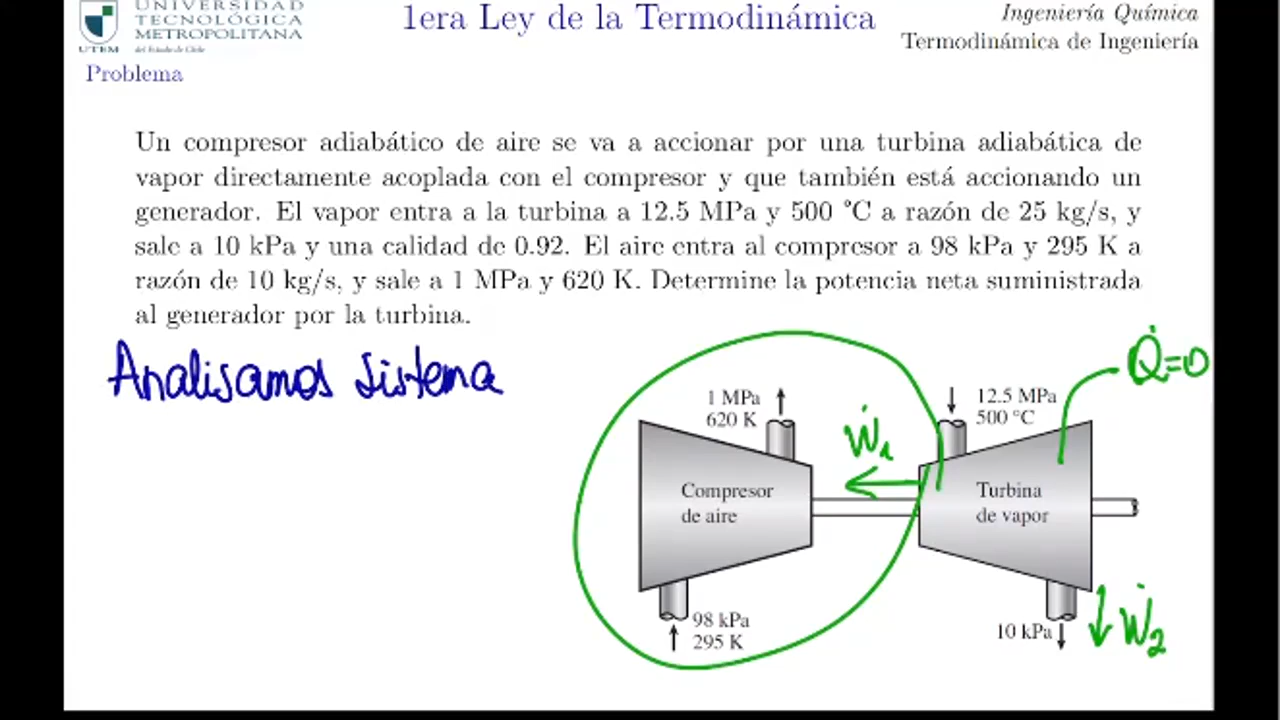 UNIVERSIDAD
TECNOLÓGICA
METROPOLITANA
del Estado de Chile
UTEM
1era Ley de la Termodinámica
Ingeniería Química
Termodinámica de Ingeniería
Problema
Un compresor adiabático de aire se va a accionar por una turbina adiabática de
vapor directamente acoplada con el compresor y que también está accionando un
generador. El vapor entra a la turbina a 12.5 MPa y 500 °C a razón de 25 kg/s, y
sale a 10 kPa y una calidad de 0.92. El aire entra al compresor a 98 kPa y 295 K a
razón de 10 kg/s, y sale a 1 MPa y 620 K. Determine la potencia neta suministrada
al generador por la turbina.
Analisamos sistema
Q̇=0
1 MPa
620 K
12.5 MPa
500 °C
Ẇ1
Compresor
de aire
Turbina
de vapor
98 kPa
295 K
10 kPa
Ẇ2